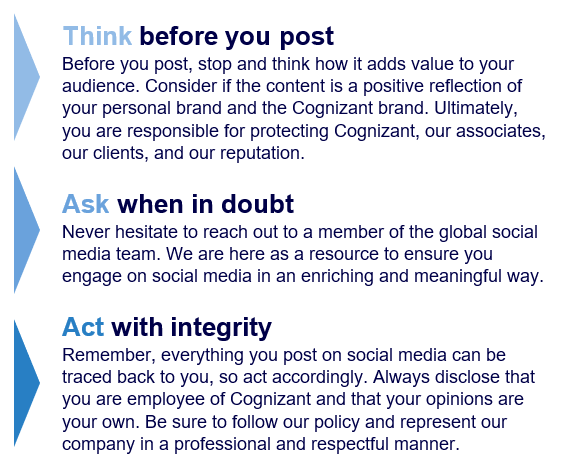 Think before you post
Before you post, stop and think how it adds value to your
audience. Consider if the content is a positive reflection of
your personal brand and the Cognizant brand. Ultimately,
you are responsible for protecting Cognizant, our associates,
our clients, and our reputation.
Ask when in doubt
Never hesitate to reach out to a member of the global social
media team. We are here as a resource to ensure you
engage on social media in an enriching and meaningful way.
Act with integrity
Remember, everything you post on social media can be
traced back to you, so act accordingly. Always disclose that
you are employee of Cognizant and that your opinions are
your own. Be sure to follow our policy and represent our
company in a professional and respectful manner.